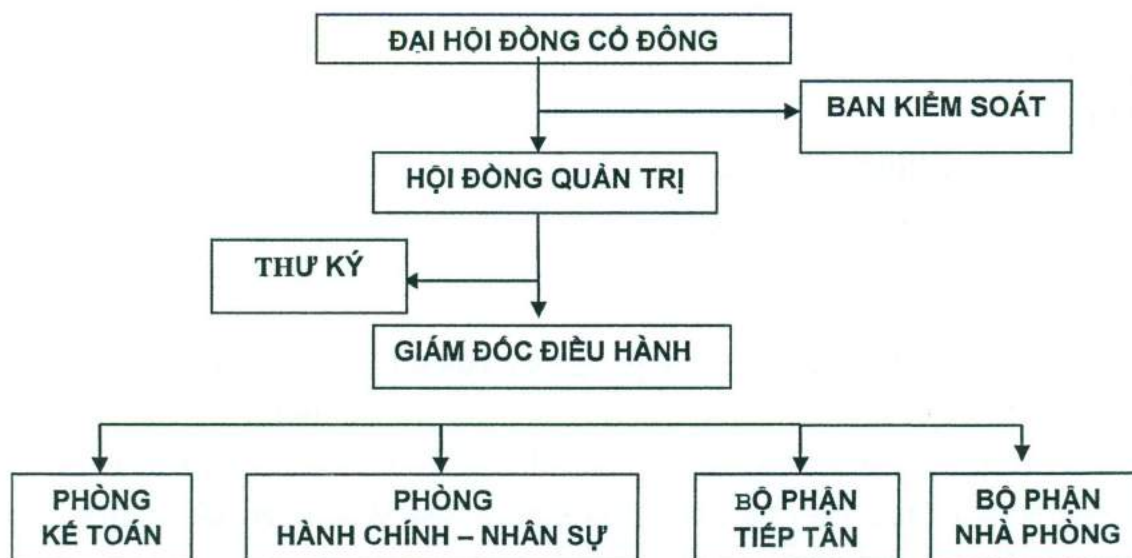 ĐẠI HỘI ĐỒNG CỔ ĐÔNG
BAN KIỂM SOÁT
HỘI ĐỒNG QUẢN TRỊ
THƯ KÝ
GIÁM ĐỐC ĐIỀU HÀNH
PHÒNG
KẾ TOÁN
PHÒNG
HÀNH CHÍNH – NHÂN SỰ
BỘ PHẬN
TIẾP TÂN
BỘ PHẬN
NHÀ PHÒNG